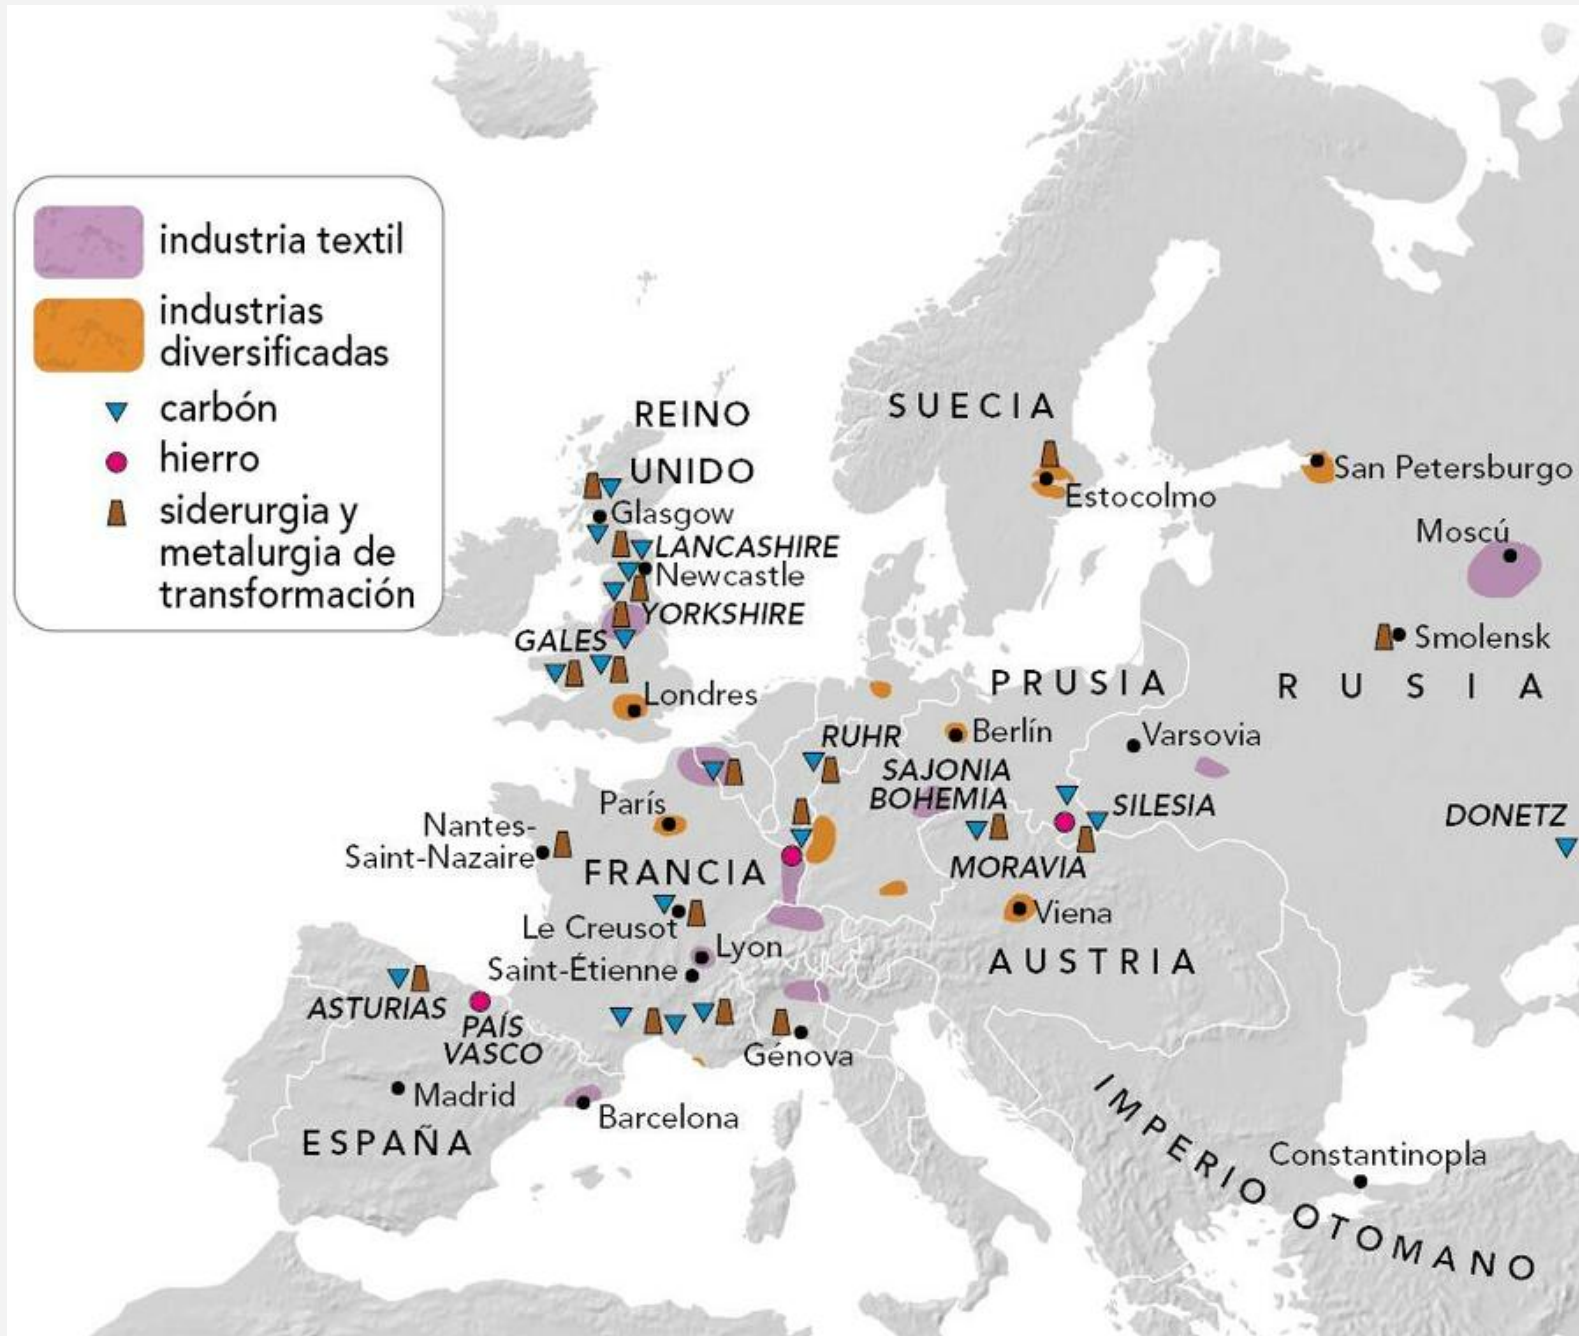 industria textil
industrias
diversificadas
carbón
hierro
siderurgia y
metalurgia de
transformación
REINO
UNIDO
Glasgow
LANCASHIRE
Newcastle
YORKSHIRE
GALES
Londres
SUECIA
Estocolmo
San Petersburgo
Moscú
Smolensk
RUSIA
PRUSIA
Berlín
Varsovia
RUHR
SAJONIA
BOHEMIA
SILESIA
MORAVIA
DONETZ
París
Nantes-
Saint-Nazaire
FRANCIA
Le Creusot
Lyon
Saint-Étienne
Viena
AUSTRIA
ASTURIAS
PAÍS
VASCO
Génova
Madrid
Barcelona
ESPAÑA
IMPERIO OTOMANO
Constantinopla